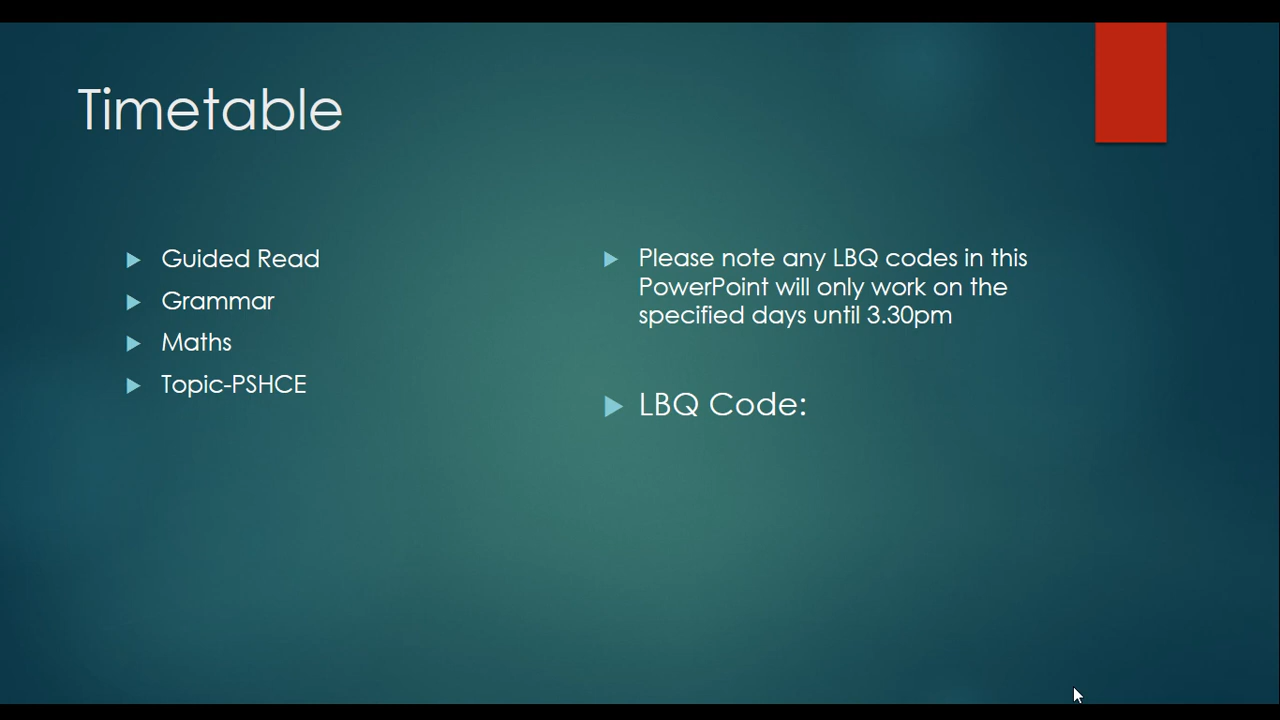 Timetable
Guided Read
Grammar
Maths
Topic-PSHCE
Please note any LBQ codes in this
PowerPoint will only work on the
specified days until 3.30pm
LBQ Code: